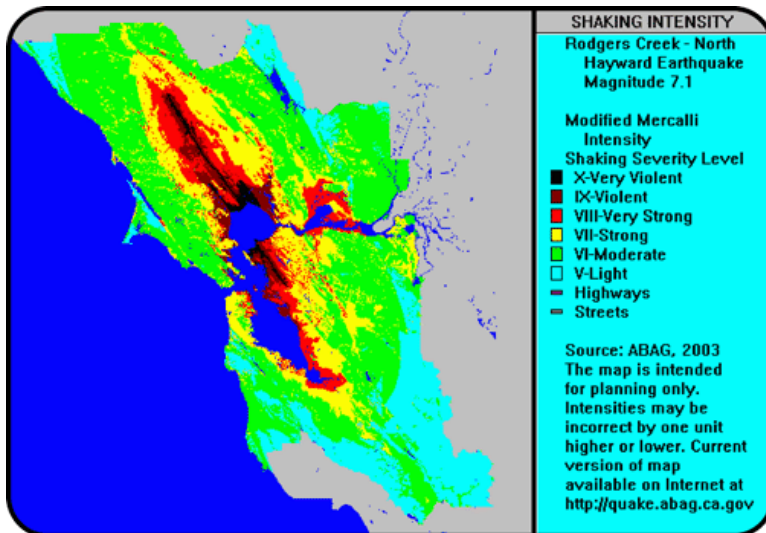 SHAKING INTENSITY
Rodgers Creek - North
Hayward Earthquake
Magnitude 7.1
Modified Mercalli
Intensity
Shaking Severity Level
X-Very Violent
IX-Violent
VIII-Very Strong
VII-Strong
VI-Moderate
V-Light
Highways
Streets
Source: ABAG, 2003
The map is intended
for planning only.
Intensities may be
incorrect by one unit
higher or lower. Current
version of map
available on Internet at
http://quake.abag.ca.gov